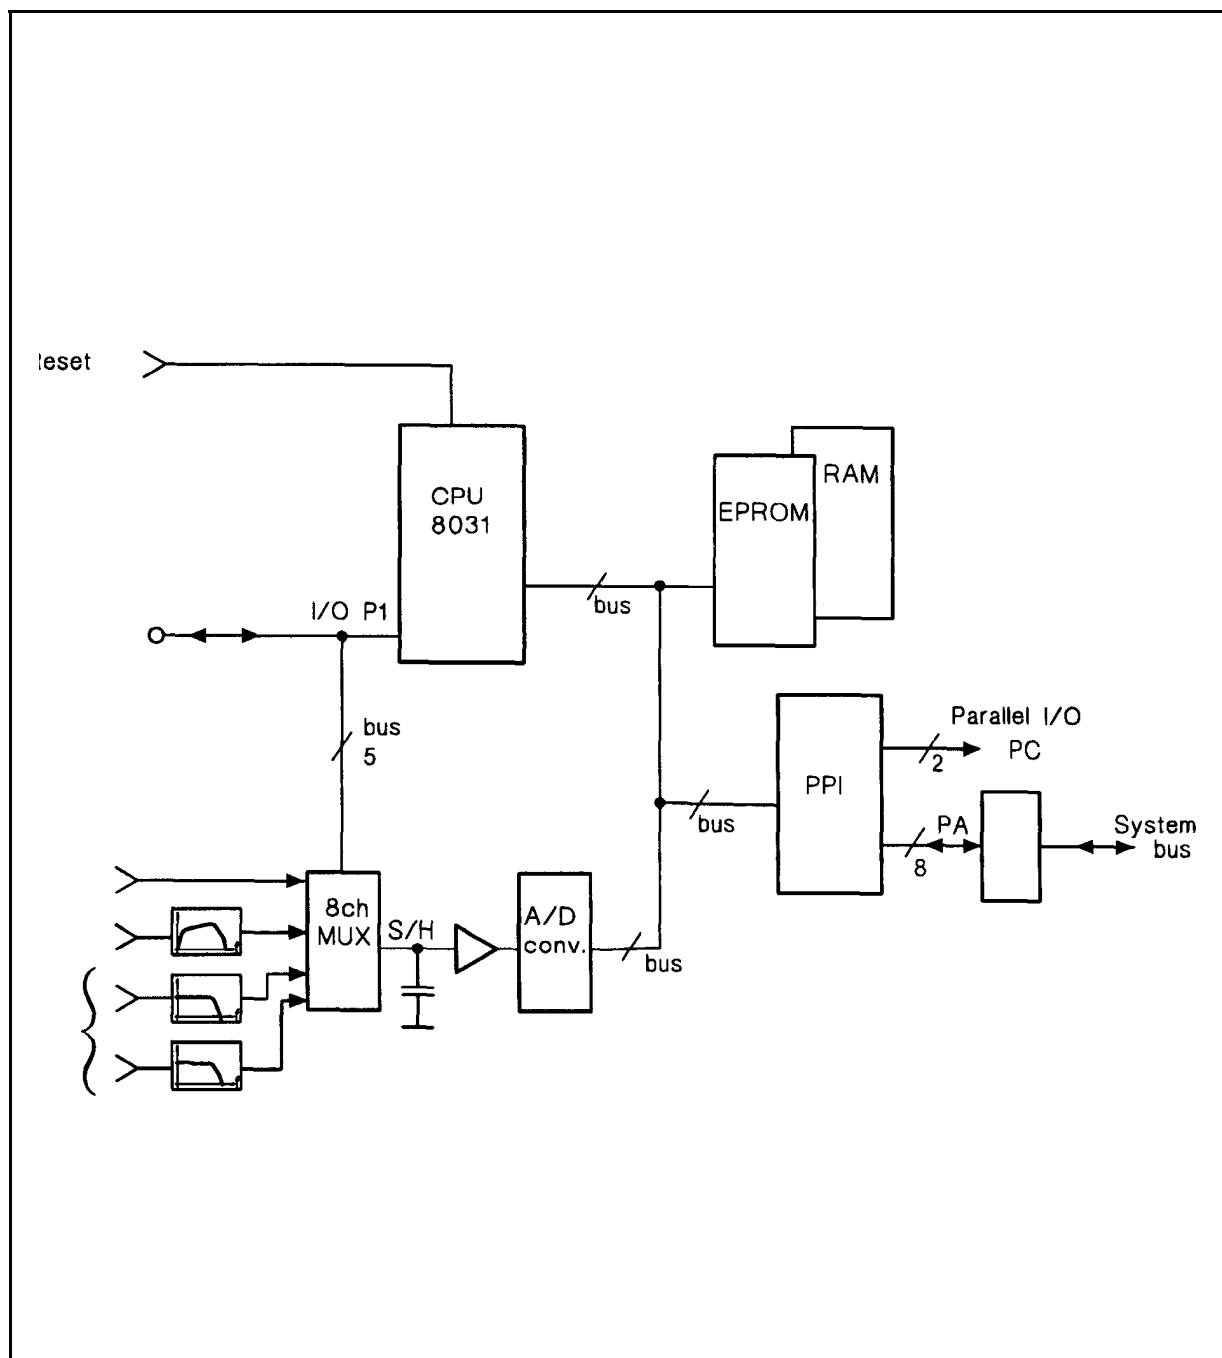 leset
CPU
8031
RAM
EPROM
I/O P1
bus
bus
5
Parallel I/O
PC
2
PPI
bus
PA
8
System
bus
8ch
MUX
S/H
A/D
conv.
bus